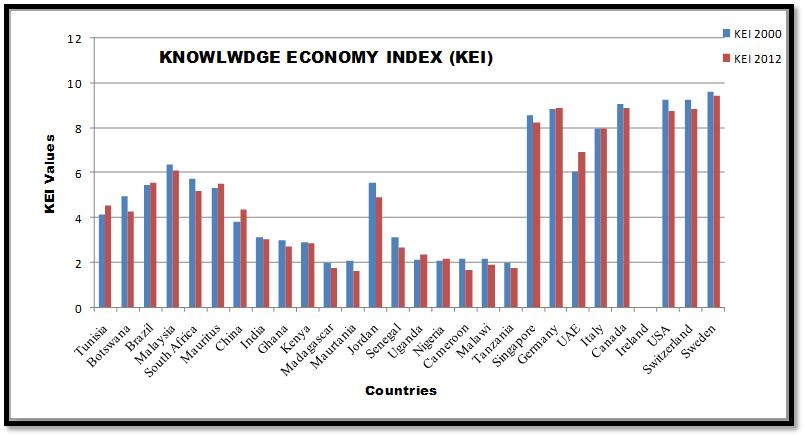 KNOWLWDGE ECONOMY INDEX (KEI)
KEI 2000
KEI 2012
KEI Values
12
10
8
6
4
2
0
Tunisia
Botswana
Brazil
Malaysia
South Africa
Mauritus
China
India
Ghana
Kenya
Madagascar
Maurtania
Jordan
Senegal
Uganda
Nigeria
Cameroon
Malawi
Tanzania
Singapore
Germany
UAE
Italy
Canada
Ireland
USA
Switzerland
Sweden
Countries